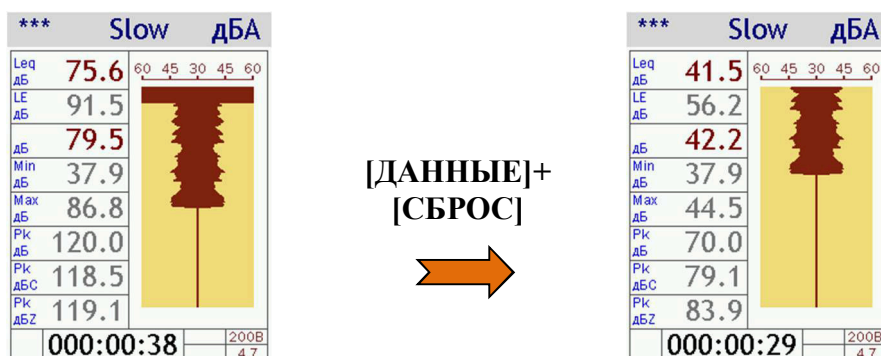 *** Slow дБА
Leq дБ 75.6 60 45 30 45 60
LE дБ 91.5
дБ 79.5
Min дБ 37.9
Max дБ 86.8
Pk дБ 120.0
Pk дБС 118.5
Pk дБZ 119.1
000:00:38 200В 4.7
[ДАННЫЕ]+
[СБРОС]
*** Slow дБА
Leq дБ 41.5 60 45 30 45 60
LE дБ 56.2
дБ 42.2
Min дБ 37.9
Max дБ 44.5
Pk дБ 70.0
Pk дБС 79.1
Pk дБZ 83.9
000:00:29 200В 4.7